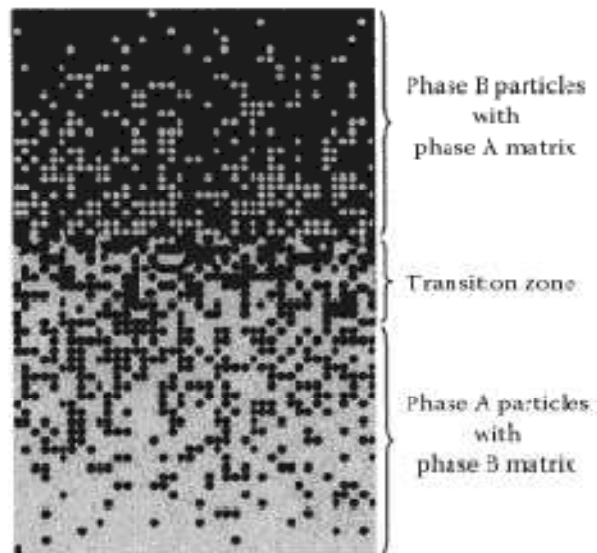 Phase B particles
with
phase A matrix
Transition zone
Phase A particles
with
phase B matrix